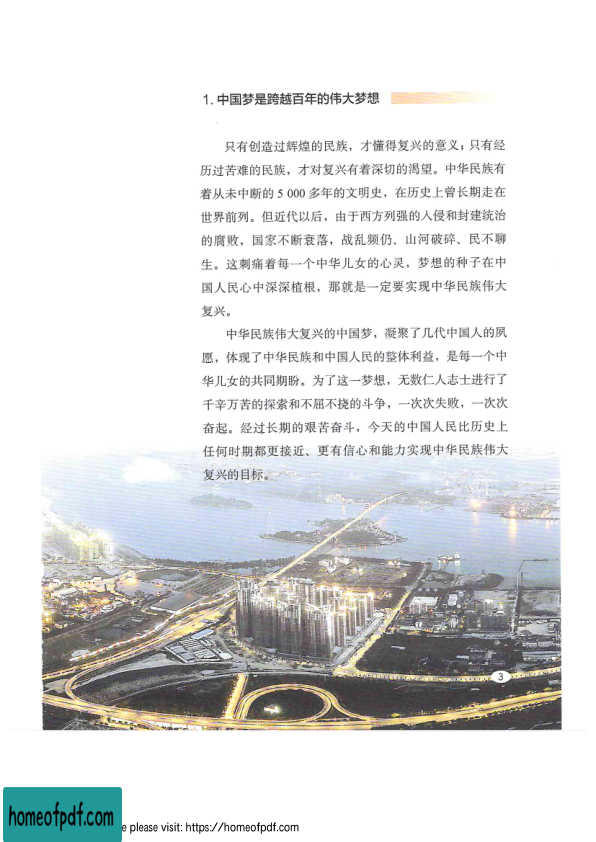 1. 中国梦是跨越百年的伟大梦想
只有创造过辉煌的民族，才懂得复兴的意义；只有经
历过苦难的民族，才对复兴有着深切的渴望。中华民族有
着从未中断的 5 000 多年的文明史，在历史上曾长期走在
世界前列。但近代以后，由于西方列强的入侵和封建统治
的腐败，国家不断衰落，战乱频仍、山河破碎、民不聊
生。这刺痛着每一个中华儿女的心灵，梦想的种子在中
国人民心中深深植根，那就是一定要实现中华民族伟大
复兴。
中华民族伟大复兴的中国梦，凝聚了几代中国人的夙
愿，体现了中华民族和中国人民的整体利益，是每一个中
华儿女的共同期盼。为了这一梦想，无数仁人志士进行了
千辛万苦的探索和不屈不挠的斗争，一次次失败，一次次
奋起。经过长期的艰苦奋斗，今天的中国人民比历史上
任何时期都更接近、更有信心和能力实现中华民族伟大
复兴的目标。
3
homeofpdf.com
e please visit: https://homeofpdf.com